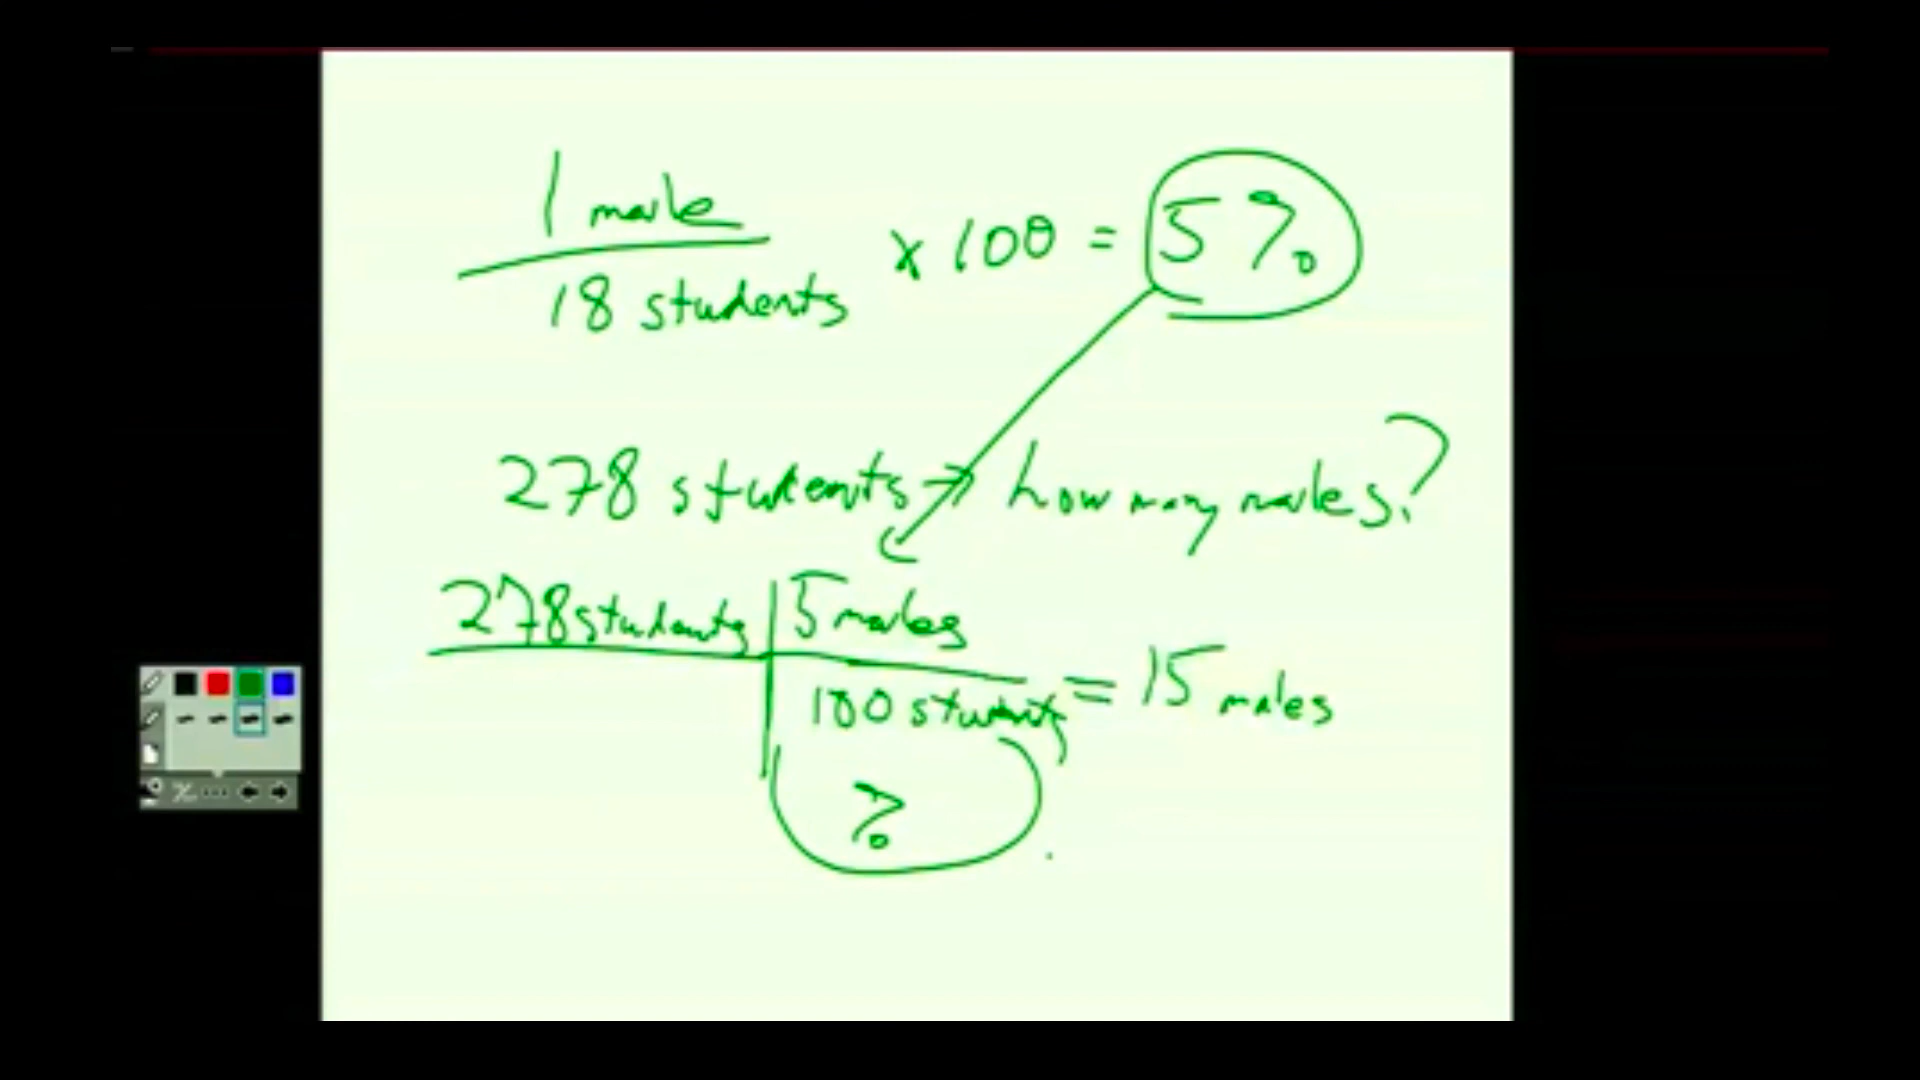 1 male
18 students
x 100 = 5%
278 students → how many males?
278 students | 5 males
100 students = 15 males
?